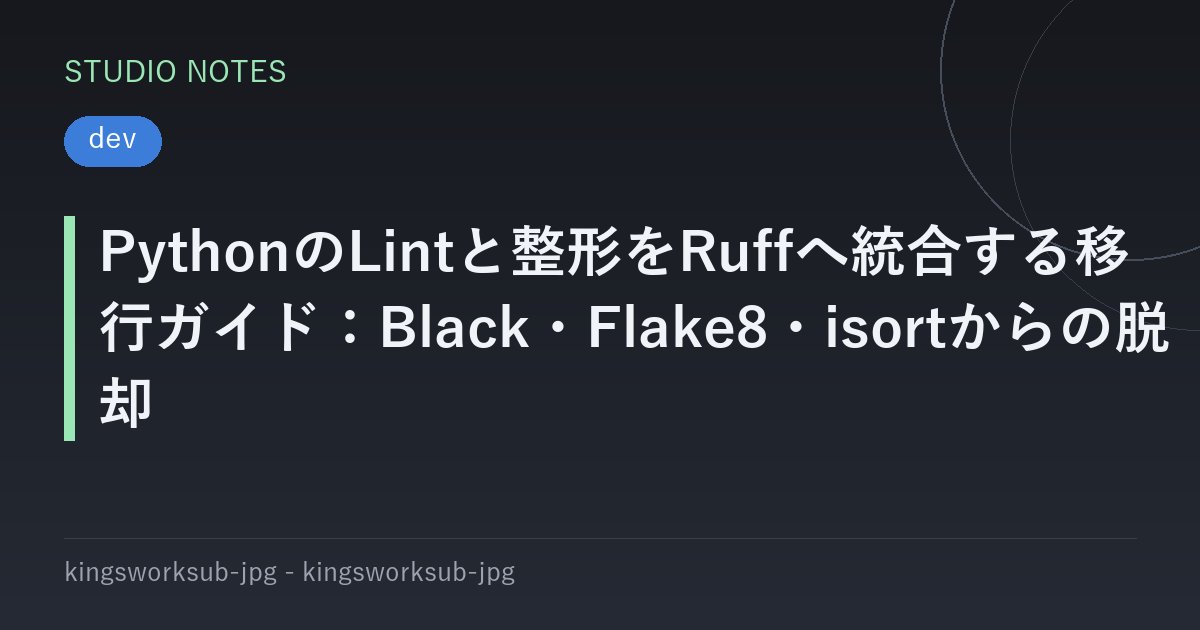 STUDIO NOTES
dev
PythonのLintと整形をRuffへ統合する移
行ガイド：Black・Flake8・isortからの脱
却
kingsworksub-jpg - kingsworksub-jpg